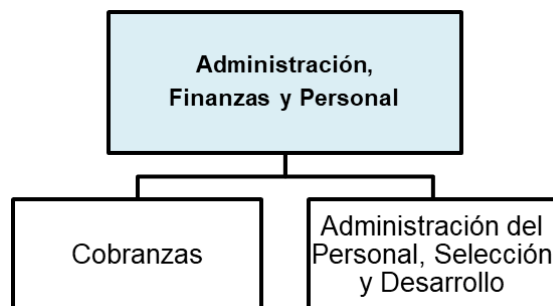 Administración,
Finanzas y Personal
Cobranzas
Administración del
Personal, Selección
y Desarrollo